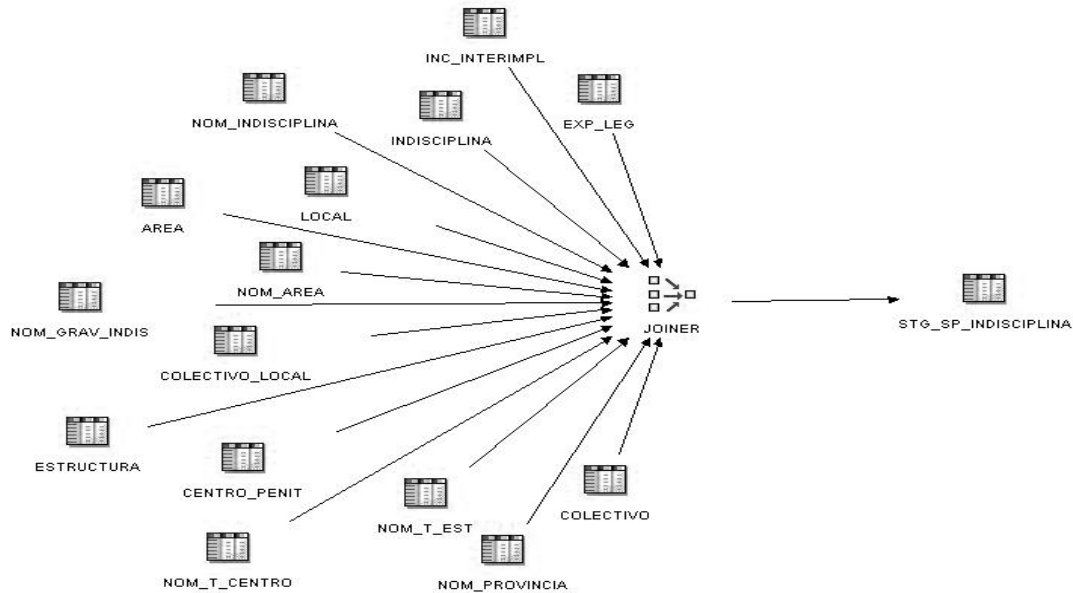 INC_INTERIMPL
NOM_INDISCIPLINA
INDISCIPLINA
EXP_LEG
LOCAL
AREA
NOM_AREA
NOM_GRAV_INDIS
JOINER
STG_SP_INDISCIPLINA
COLECTIVO_LOCAL
ESTRUCTURA
CENTRO_PENIT
COLECTIVO
NOM_T_EST
NOM_T_CENTRO
NOM_PROVINCIA